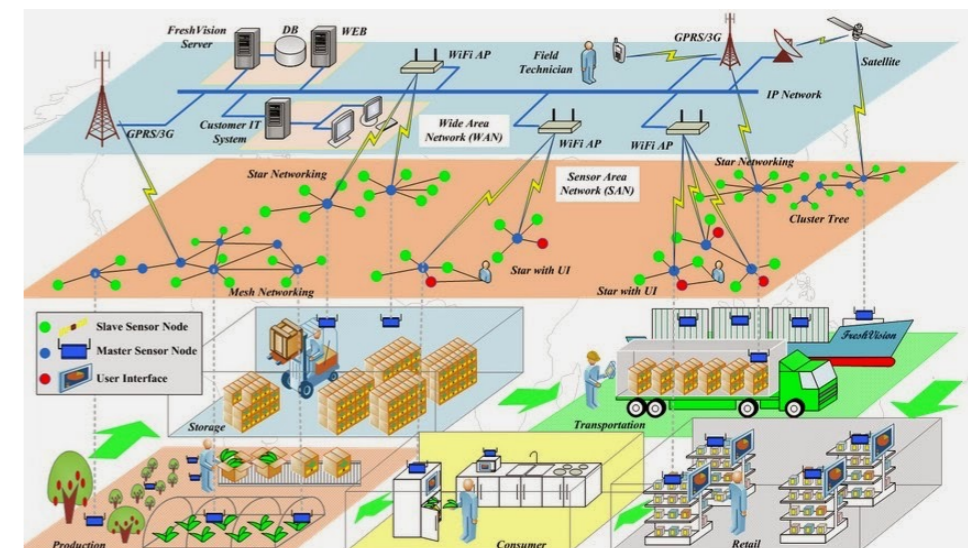 FreshVision
Server
DB
WEB
WiFi AP
Field
Technician
GPRS/3G
Satellite
IP Network
GPRS/3G
Customer IT
System
Wide Area
Network (WAN)
WiFi AP
WiFi AP
Star Networking
Sensor Area
Network (SAN)
Star Networking
Cluster Tree
Star with UI
Mesh Networking
Star with UI
Slave Sensor Node
Master Sensor Node
User Interface
FreshVision
Storage
Transportation
Production
Consumer
Retail